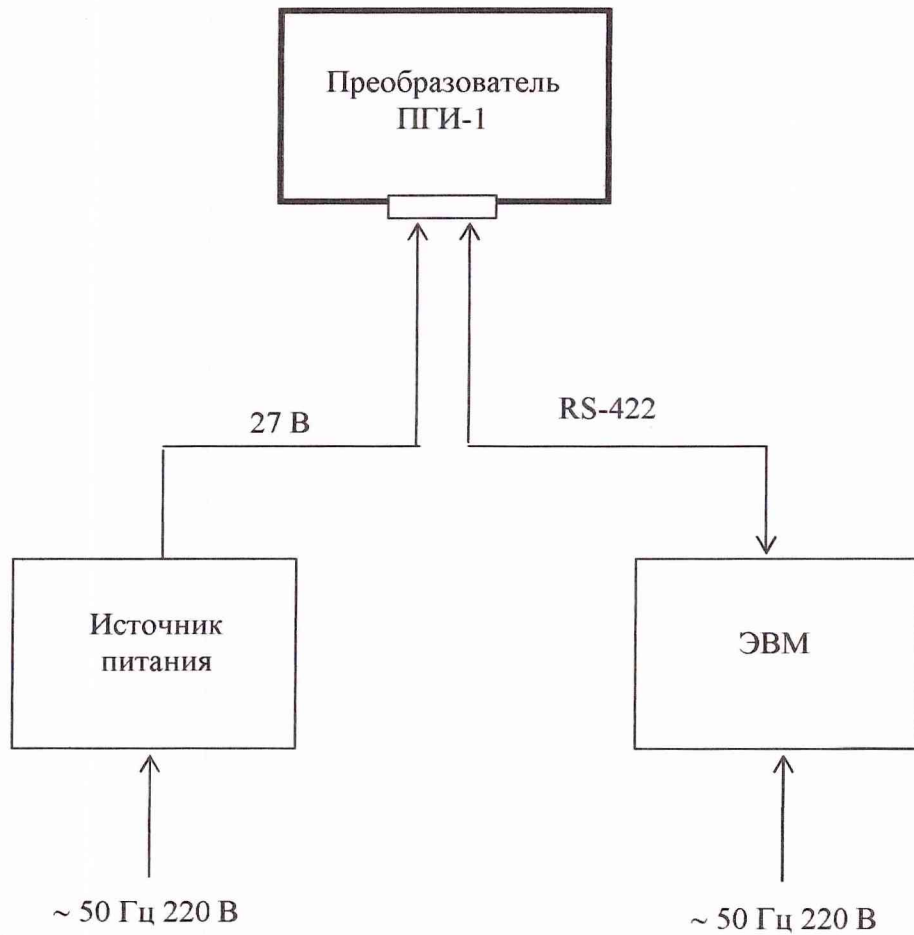 Преобразователь
ПГИ-1
27 В
RS-422
Источник
питания
ЭВМ
~ 50 Гц 220 В
~ 50 Гц 220 В